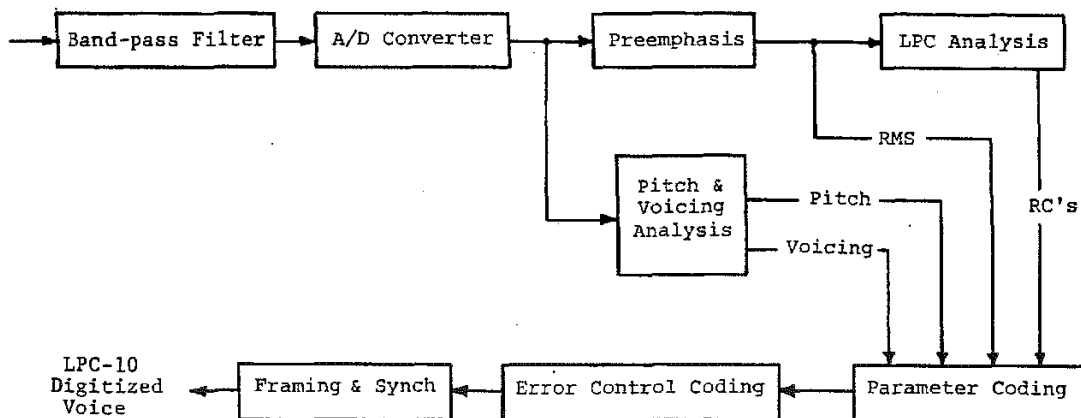 Band-pass Filter
A/D Converter
Preemphasis
LPC Analysis
RMS
Pitch &
Voicing
Analysis
Pitch
Voicing
RC's
LPC-10
Digitized
Voice
Framing & Synch
Error Control Coding
Parameter Coding